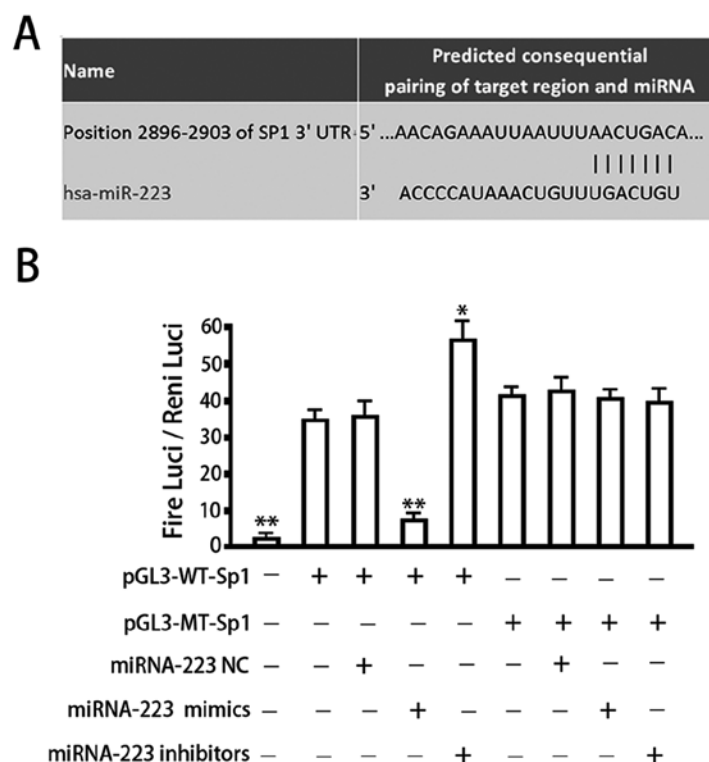 A
Name
Predicted consequential
pairing of target region and miRNA
Position 2896-2903 of SP1 3' UTR 5' ...AACAGAAAUUAAUUUAACUGACA...
| | | | | | |
hsa-miR-223 3' ACCCCAUAAACUGUUUGACUGU
B
Fire Luci / Reni Luci
60
50
40
30
20
10
0
** ** *
pGL3-WT-Sp1 – + + + + – – – –
pGL3-MT-Sp1 – – – – – + + + +
miRNA-223 NC – – + – – – + – –
miRNA-223 mimics – – – + – – – + –
miRNA-223 inhibitors – – – – + – – – +